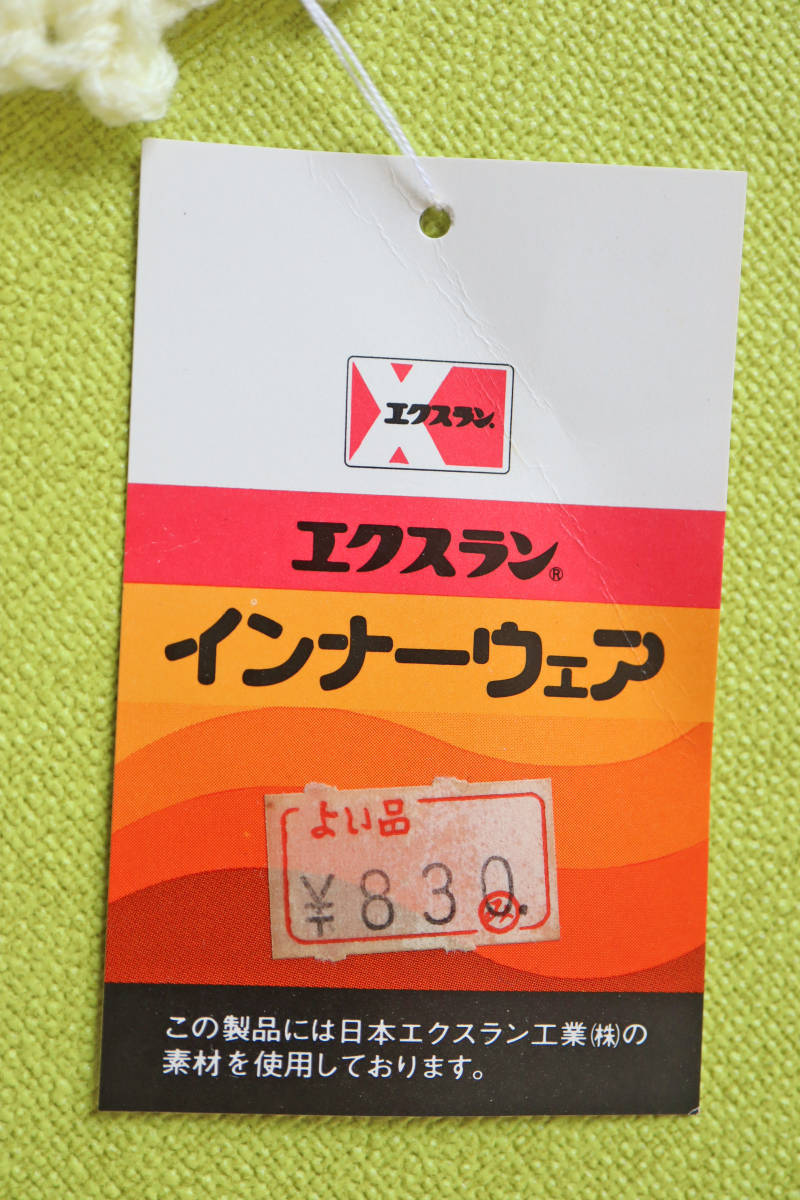 エクスラン®
エクスラン®
インナーウェア
よい品
¥830.
この製品には日本エクスラン工業㈱の
素材を使用しております。